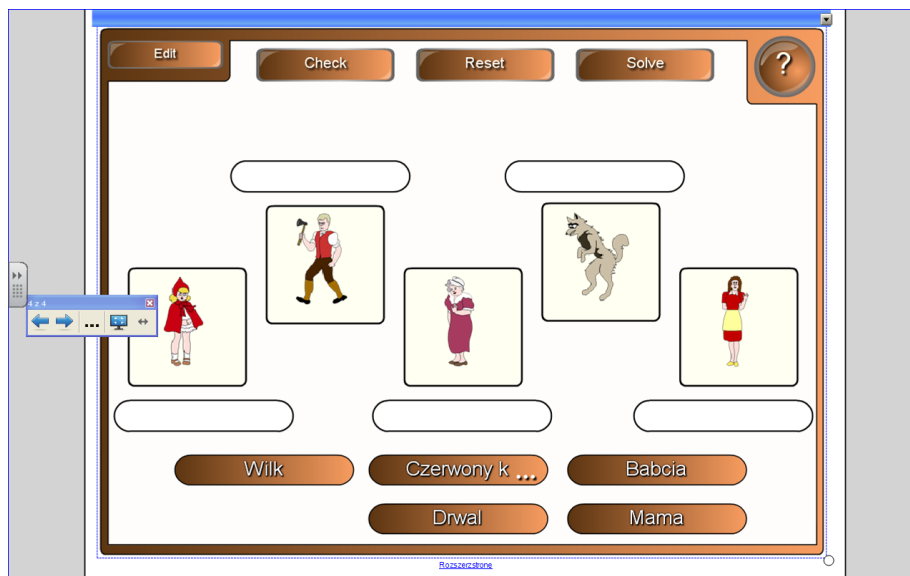 Edit
Check Reset Solve
?
4 z 4
...
Wilk Czerwony k ... Babcia
Drwal Mama
Rozszerzstrone